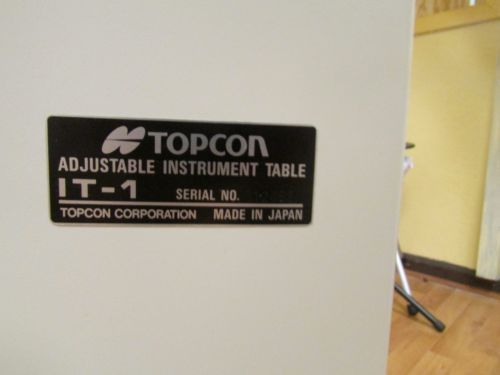 TOPCON
ADJUSTABLE INSTRUMENT TABLE
IT-1 SERIAL NO.
TOPCON CORPORATION MADE IN JAPAN